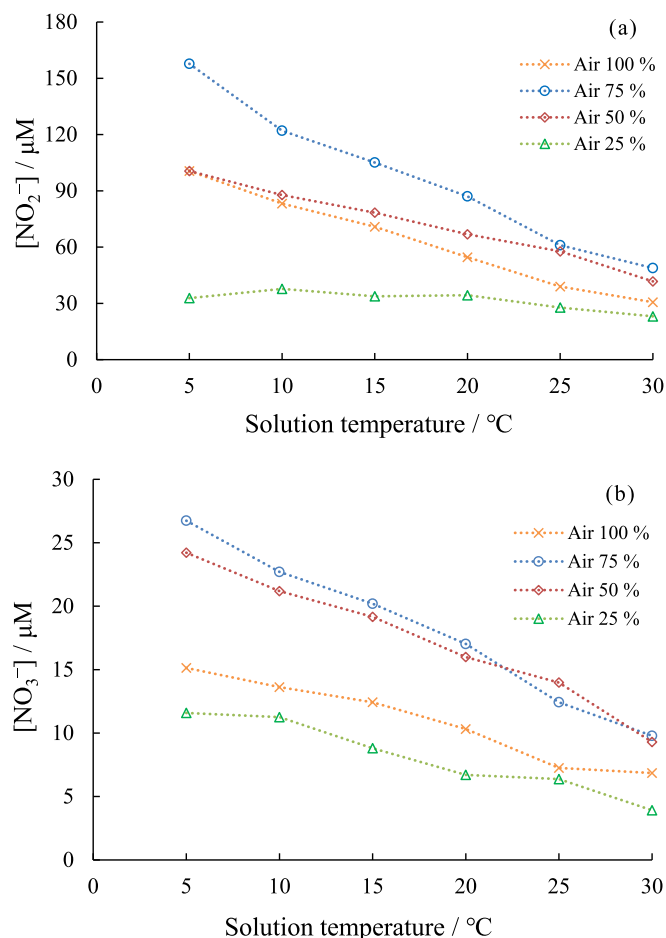 (a)
180
150
120
90
60
30
0
[NO₂⁻] / μM
Air 100 %
Air 75 %
Air 50 %
Air 25 %
0 5 10 15 20 25 30
Solution temperature / ℃
(b)
30
25
20
15
10
5
0
[NO₃⁻] / μM
Air 100 %
Air 75 %
Air 50 %
Air 25 %
0 5 10 15 20 25 30
Solution temperature / ℃